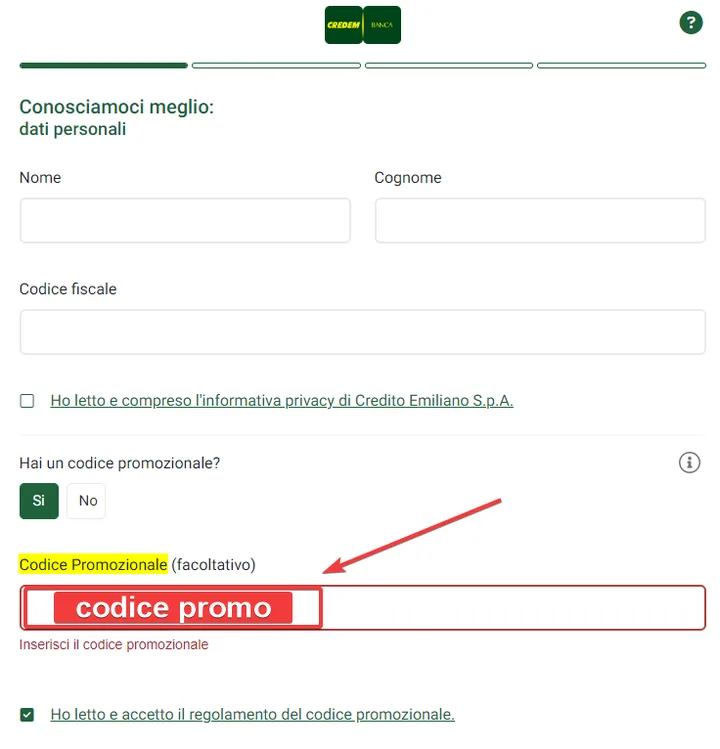 CREDEM BANCA
?
Conosciamoci meglio:
dati personali
Nome
Cognome
Codice fiscale
Ho letto e compreso l'informativa privacy di Credito Emiliano S.p.A.
Hai un codice promozionale?
i
Si
No
Codice Promozionale (facoltativo)
codice promo
Inserisci il codice promozionale
Ho letto e accetto il regolamento del codice promozionale.